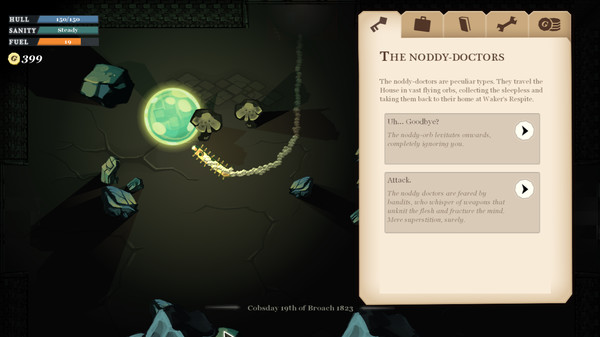 HULL 150/150
SANITY Steady
FUEL 19
399
THE NODDY-DOCTORS
The noddy-doctors are peculiar types. They travel the
House in vast flying orbs, collecting the sleepless and
taking them back to their home at Waker's Respite.
Uh... Goodbye?
The noddy-orb levitates onwards,
completely ignoring you.
Attack.
The noddy doctors are feared by
bandits, who whisper of weapons that
unknit the flesh and fracture the mind.
Mere superstition, surely.
Cobsday 19th of Broach 1823